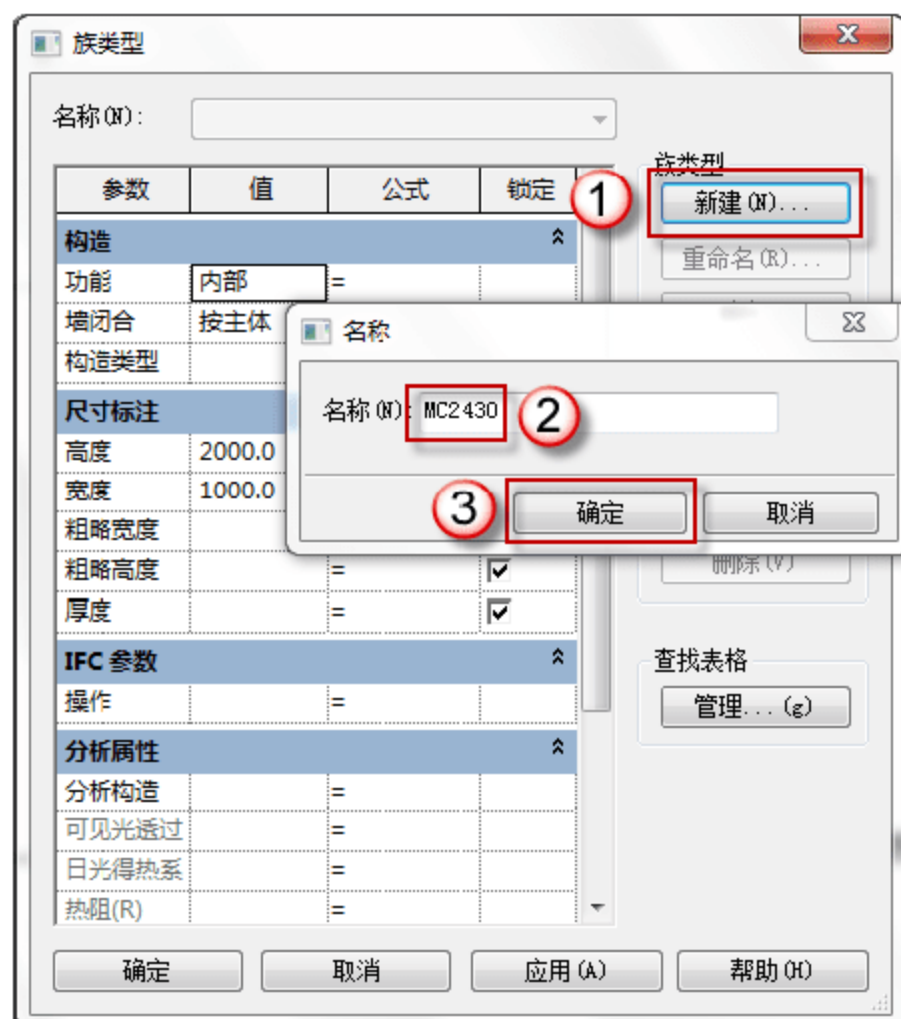 族类型
名称(N):
族类型
参数 值 公式 锁定
① 新建(N)...
构造
重命名(R)...
功能 内部 =
墙闭合 按主体
名称
构造类型
名称(N): MC2430 ②
尺寸标注
高度 2000.0
宽度 1000.0
③ 确定 取消
粗略宽度
粗略高度 =
删除(V)
厚度 =
IFC 参数
查找表格
操作 =
管理...(g)
分析属性
分析构造 =
可见光透过 =
日光得热系 =
热阻(R) =
确定 取消 应用(A) 帮助(H)